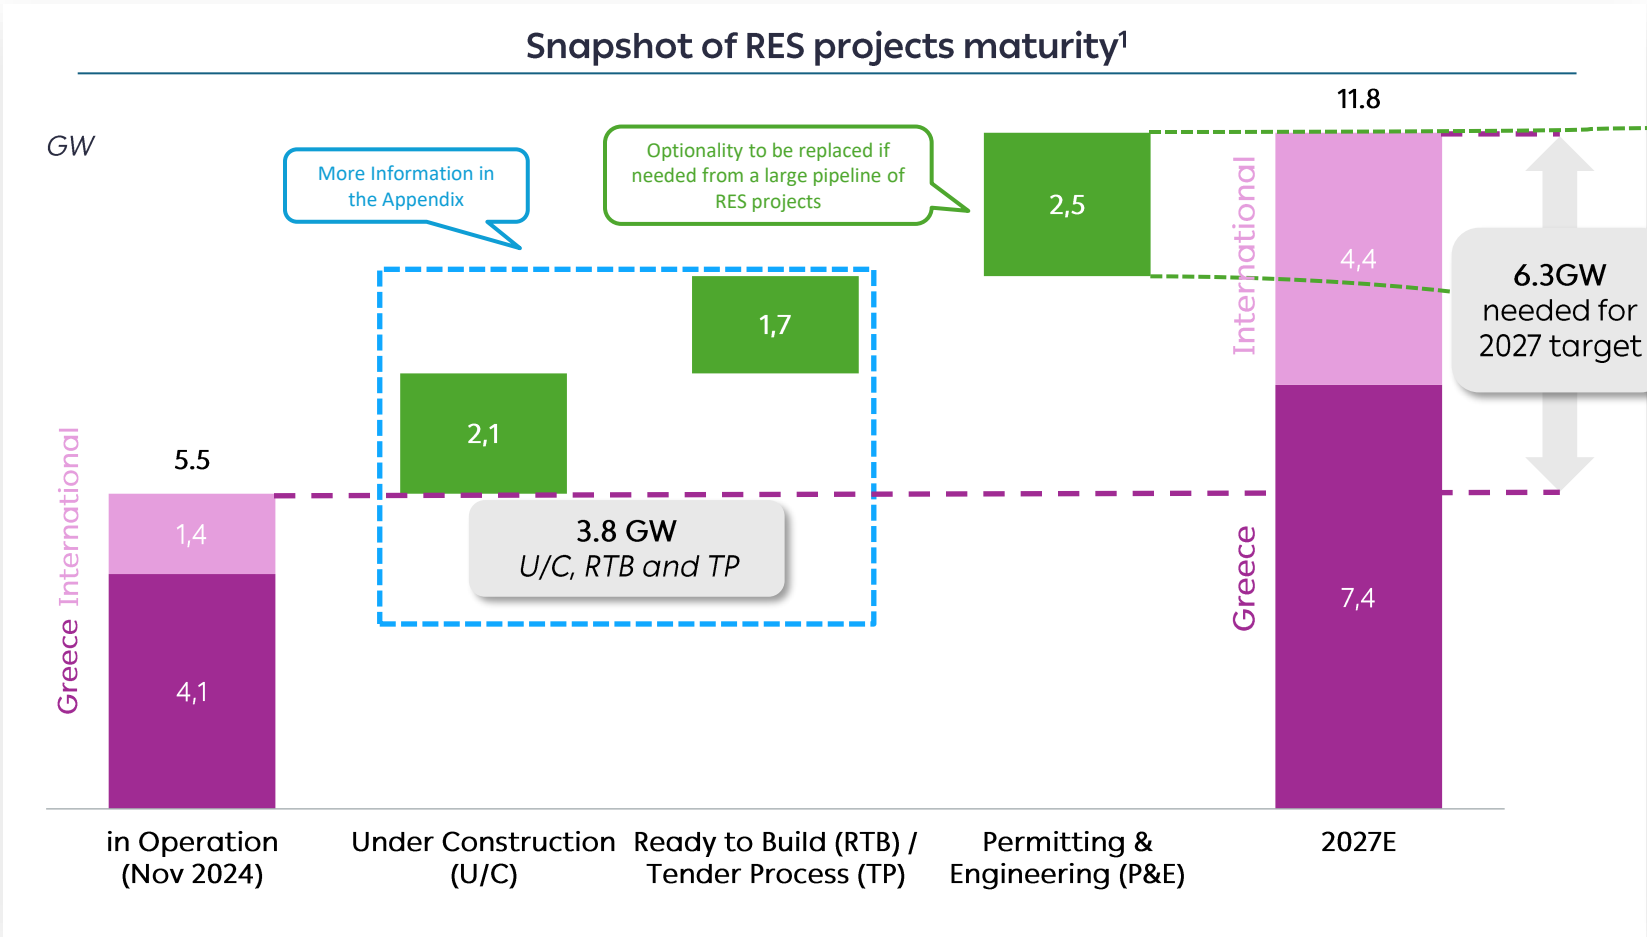 Snapshot of RES projects maturity¹
GW
More Information in
the Appendix
Optionality to be replaced if
needed from a large pipeline of
RES projects
11.8
2,5
International
4,4
6.3GW
needed for
2027 target
1,7
2,1
5.5
International
1,4
3.8 GW
U/C, RTB and TP
Greece
7,4
Greece
4,1
in Operation
(Nov 2024)
Under Construction
(U/C)
Ready to Build (RTB) /
Tender Process (TP)
Permitting &
Engineering (P&E)
2027E